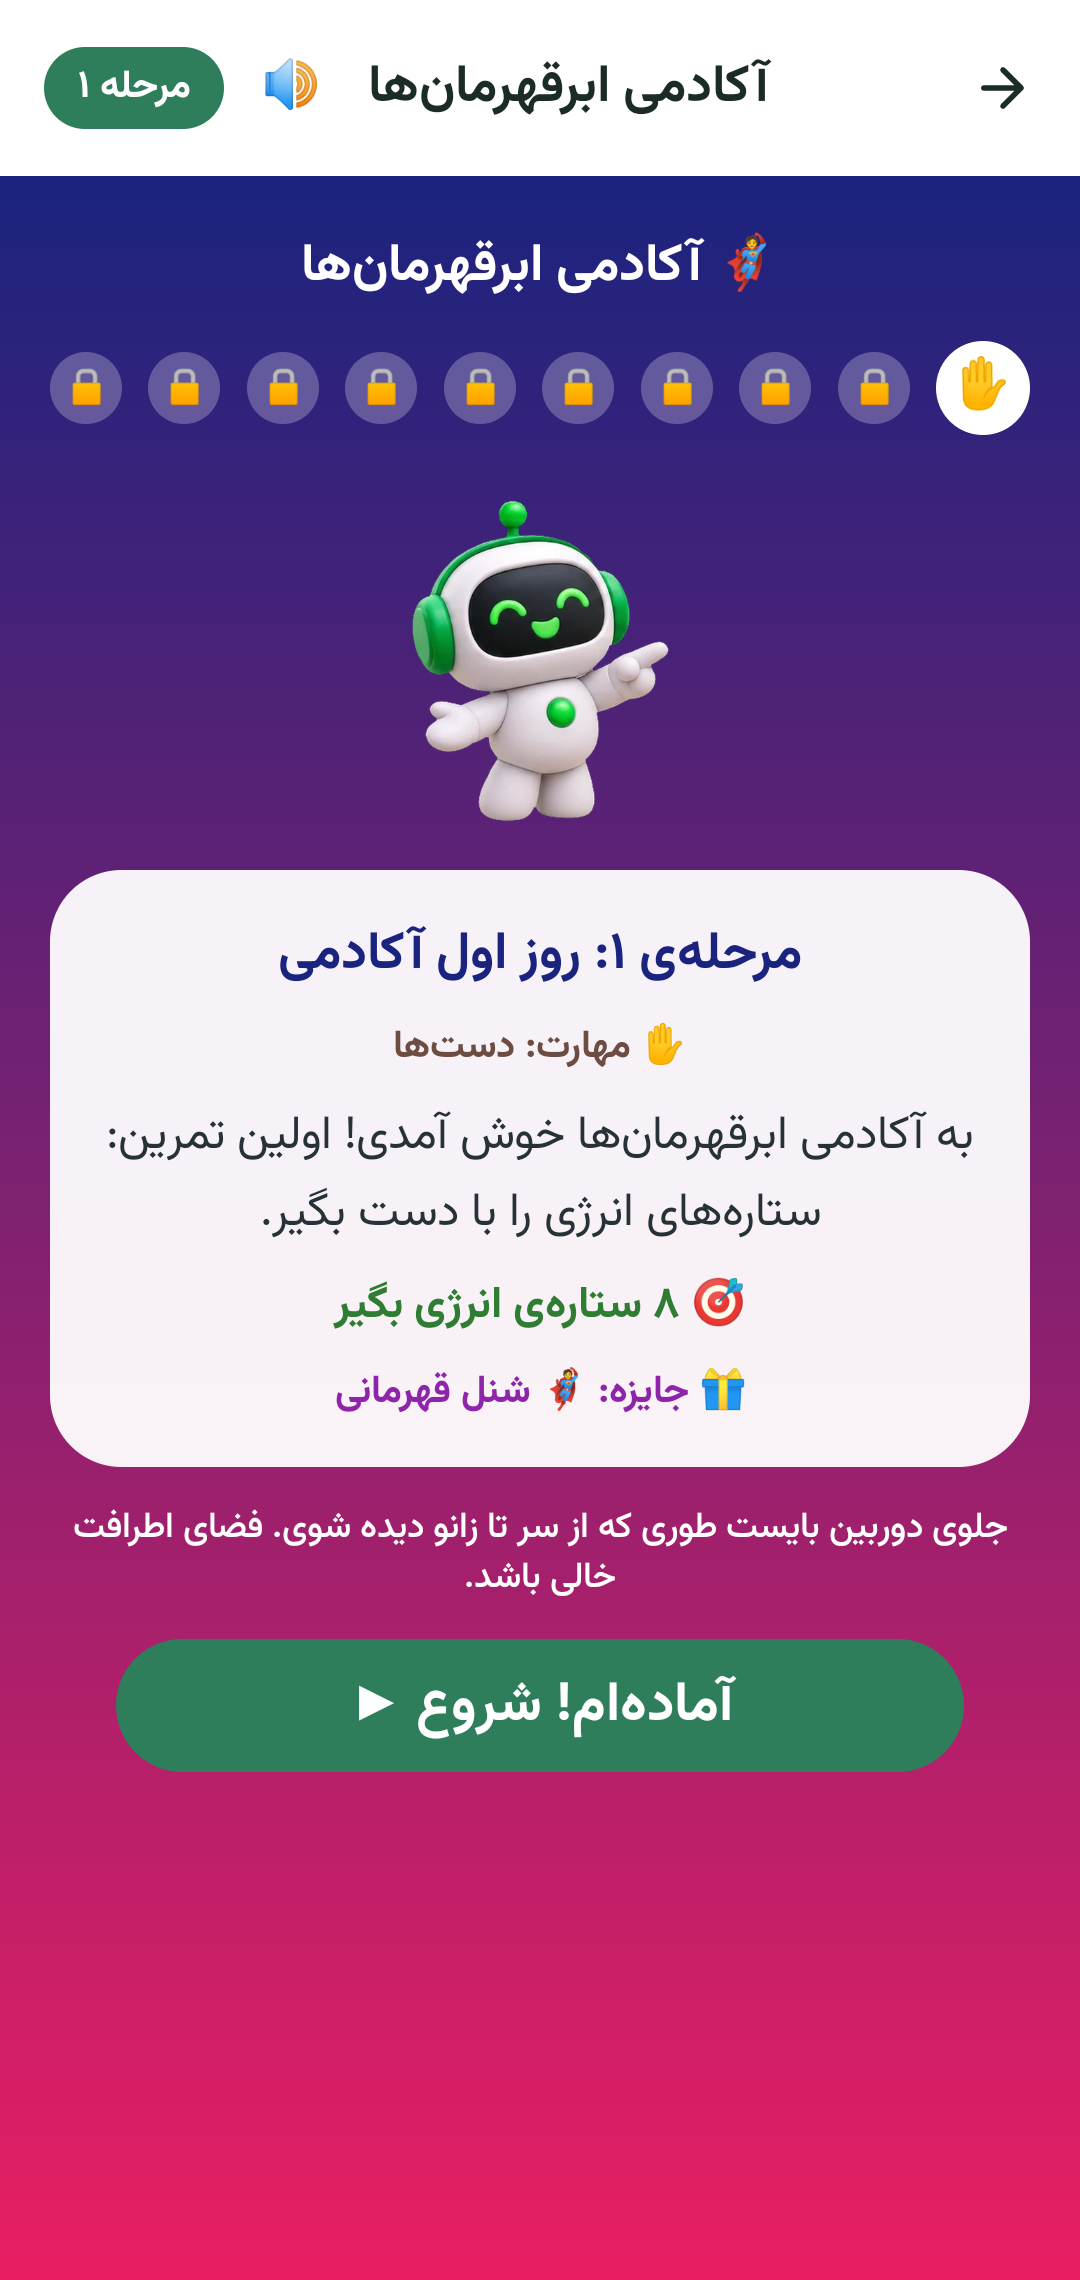 آکادمی ابرقهرمان‌ها
مرحله ۱
🦸 آکادمی ابرقهرمان‌ها
مرحله‌ی ۱: روز اول آکادمی
✋ مهارت: دست‌ها
به آکادمی ابرقهرمان‌ها خوش آمدی! اولین تمرین:
ستاره‌های انرژی را با دست بگیر.
🎯 ۸ ستاره‌ی انرژی بگیر
🎁 جایزه: 🦸 شنل قهرمانی
جلوی دوربین بایست طوری که از سر تا زانو دیده شوی. فضای اطرافت
خالی باشد.
آماده‌ام! شروع ▶